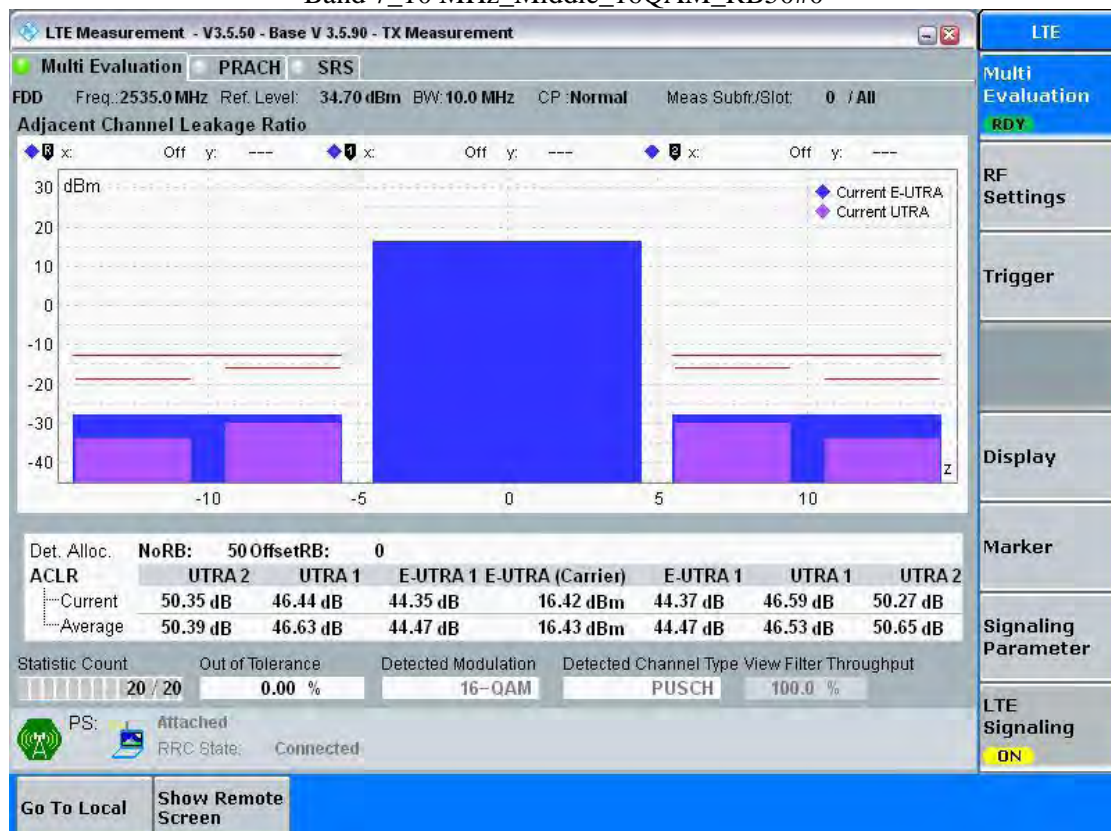 Band 7_10 MHz_Middle_16QAM_RB50#0
LTE Measurement - V3.5.50 - Base V 3.5.90 - TX Measurement
LTE
Multi Evaluation PRACH SRS
Multi
Evaluation
RDY
FDD Freq.:2535.0 MHz Ref. Level: 34.70 dBm BW:10.0 MHz CP :Normal Meas Subfr./Slot: 0 / All
Adjacent Channel Leakage Ratio
R x: Off y: --- 1 x: Off y: --- 2 x: Off y: ---
30 dBm
Current E-UTRA
Current UTRA
20
10
0
-10
-20
-30
-40
z
-10 -5 0 5 10
RF
Settings
Trigger
Display
Marker
Signaling
Parameter
LTE
Signaling
ON
Det. Alloc. NoRB: 50 OffsetRB: 0
ACLR UTRA 2 UTRA 1 E-UTRA 1 E-UTRA (Carrier) E-UTRA 1 UTRA 1 UTRA 2
Current 50.35 dB 46.44 dB 44.35 dB 16.42 dBm 44.37 dB 46.59 dB 50.27 dB
Average 50.39 dB 46.63 dB 44.47 dB 16.43 dBm 44.47 dB 46.53 dB 50.65 dB
Statistic Count Out of Tolerance Detected Modulation Detected Channel Type View Filter Throughput
20 / 20 0.00 % 16-QAM PUSCH 100.0 %
PS: Attached
RRC State: Connected
Go To Local
Show Remote
Screen